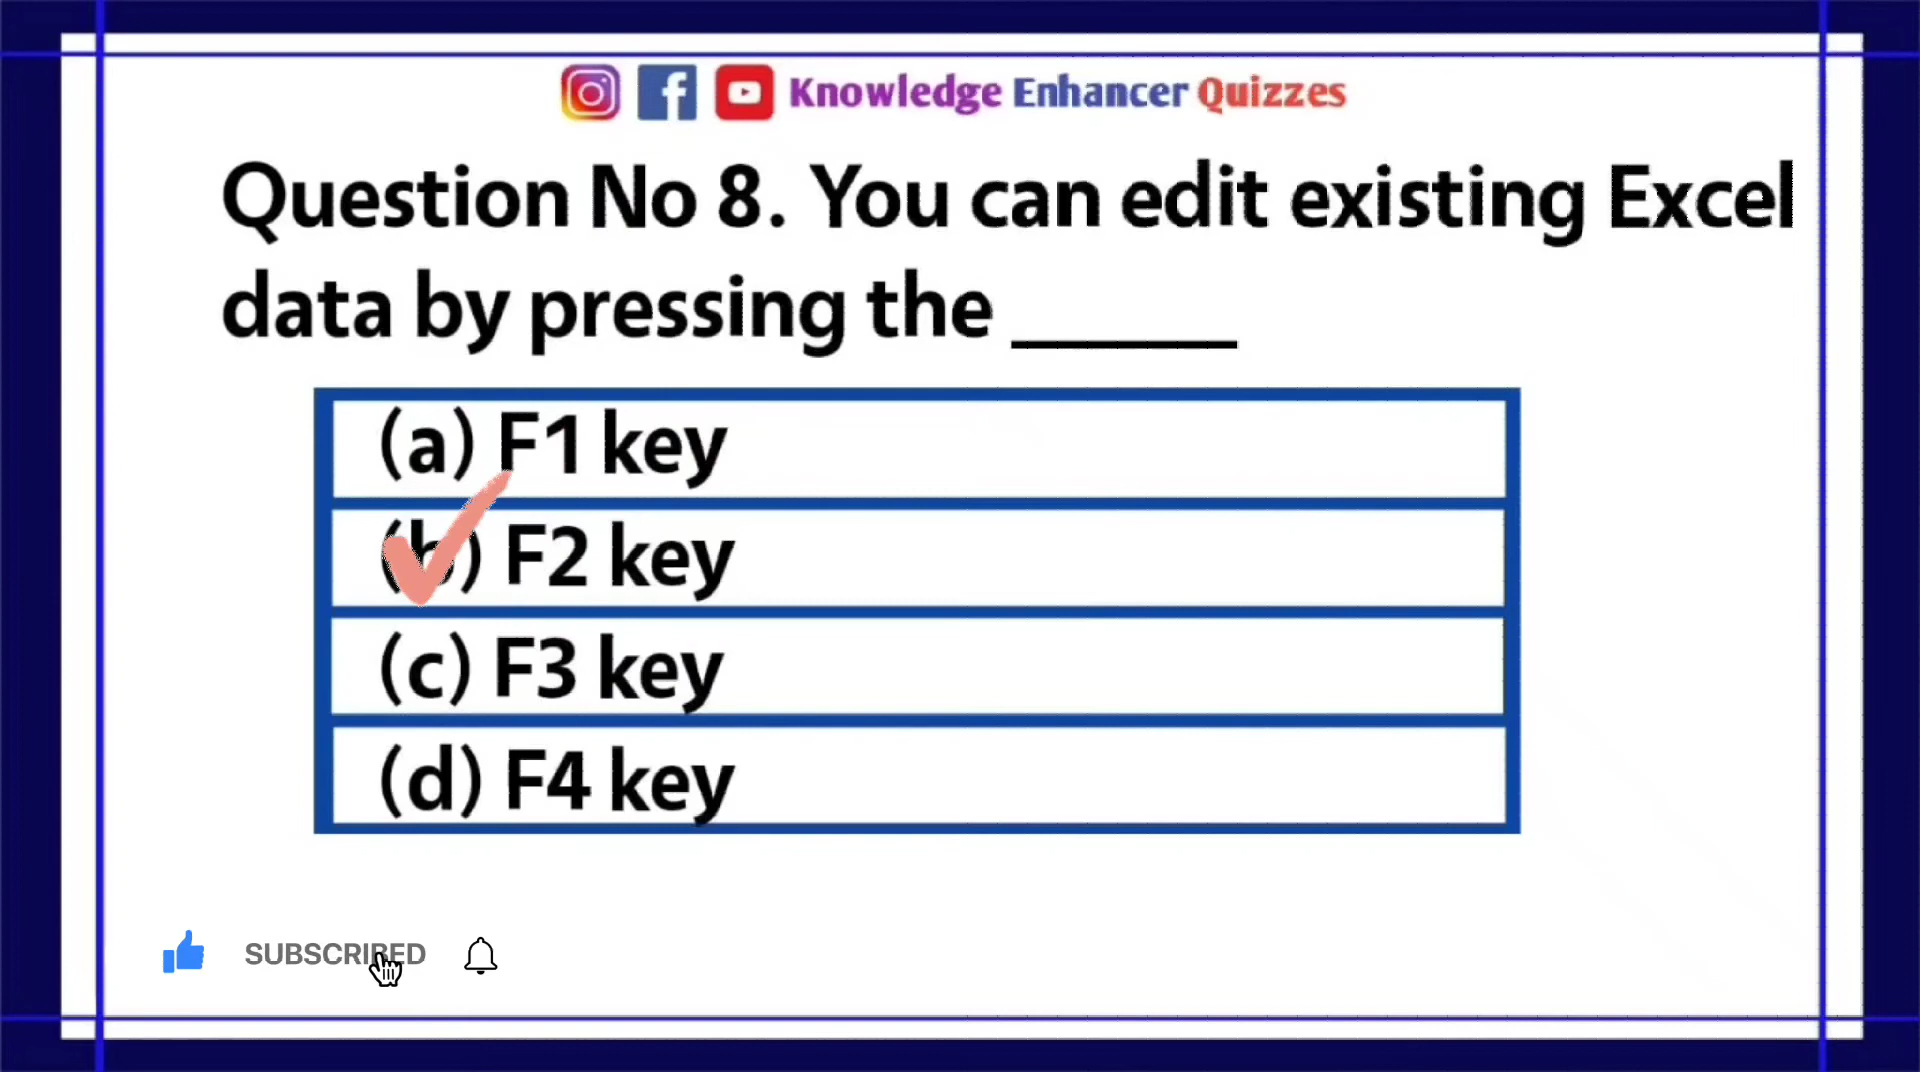 Knowledge Enhancer Quizzes
Question No 8. You can edit existing Excel
data by pressing the ______
(a) F1 key
(b) F2 key
(c) F3 key
(d) F4 key
SUBSCRIBED